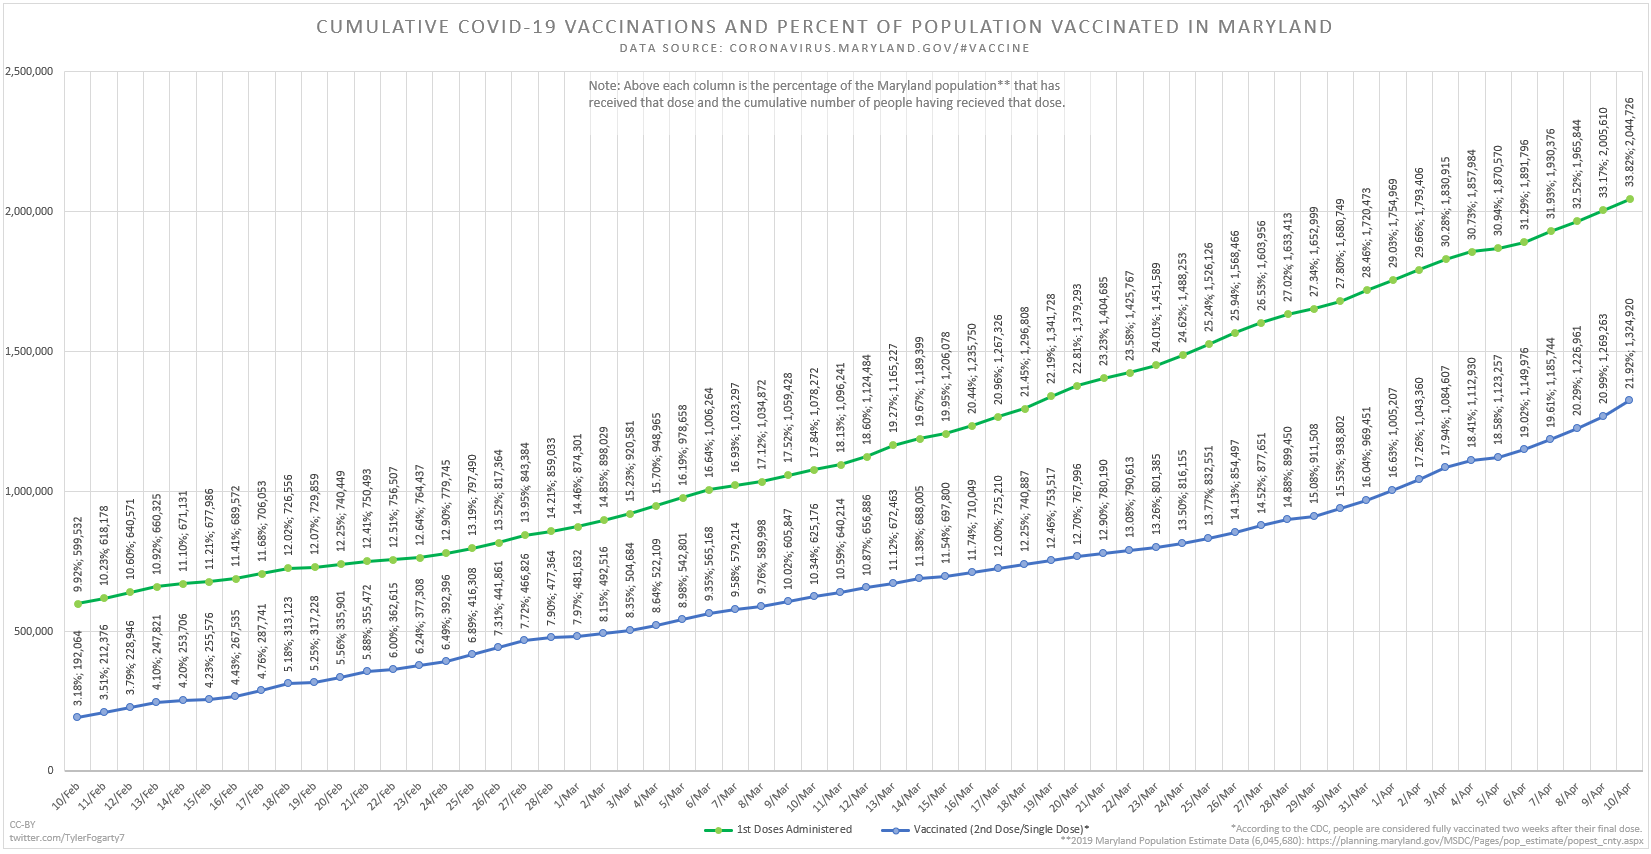 CUMULATIVE COVID-19 VACCINATIONS AND PERCENT OF POPULATION VACCINATED IN MARYLAND
DATA SOURCE: CORONAVIRUS.MARYLAND.GOV/#VACCINE
Note: Above each column is the percentage of the Maryland population** that has
received that dose and the cumulative number of people having recieved that dose.
2,500,000
2,000,000
1,500,000
1,000,000
500,000
0
9.92%; 599,532
10.23%; 618,178
10.60%; 640,571
10.92%; 660,325
11.10%; 671,131
11.21%; 677,986
11.41%; 689,572
11.68%; 706,053
12.02%; 726,556
12.07%; 729,859
12.25%; 740,449
12.41%; 750,493
12.51%; 756,507
12.64%; 764,437
12.90%; 779,745
13.19%; 797,490
13.52%; 817,364
13.95%; 843,384
14.21%; 859,033
14.46%; 874,301
14.85%; 898,029
15.23%; 920,581
15.70%; 948,965
16.19%; 978,658
16.64%; 1,006,264
16.93%; 1,023,297
17.12%; 1,034,872
17.52%; 1,059,428
17.84%; 1,078,272
18.13%; 1,096,241
18.60%; 1,124,484
19.27%; 1,165,227
19.67%; 1,189,399
19.95%; 1,206,078
20.44%; 1,235,750
20.96%; 1,267,326
21.45%; 1,296,808
22.19%; 1,341,728
22.81%; 1,379,293
23.23%; 1,404,685
23.58%; 1,425,767
24.01%; 1,451,589
24.62%; 1,488,253
25.24%; 1,526,126
25.94%; 1,568,466
26.53%; 1,603,956
27.02%; 1,633,413
27.34%; 1,652,999
27.80%; 1,680,749
28.46%; 1,720,473
29.03%; 1,754,969
29.66%; 1,793,406
30.28%; 1,830,915
30.73%; 1,857,984
30.94%; 1,870,570
31.29%; 1,891,796
31.93%; 1,930,376
32.52%; 1,965,844
33.17%; 2,005,610
33.82%; 2,044,726
3.18%; 192,064
3.51%; 212,376
3.79%; 228,946
4.10%; 247,821
4.20%; 253,706
4.23%; 255,576
4.43%; 267,535
4.76%; 287,741
5.18%; 313,123
5.25%; 317,228
5.56%; 335,901
5.88%; 355,472
6.00%; 362,615
6.24%; 377,308
6.49%; 392,396
6.89%; 416,308
7.31%; 441,861
7.72%; 466,826
7.90%; 477,364
7.97%; 481,632
8.15%; 492,516
8.35%; 504,684
8.64%; 522,109
8.98%; 542,801
9.35%; 565,168
9.58%; 579,214
9.76%; 589,998
10.02%; 605,847
10.34%; 625,176
10.59%; 640,214
10.87%; 656,886
11.12%; 672,463
11.38%; 688,005
11.54%; 697,800
11.74%; 710,049
12.00%; 725,210
12.25%; 740,887
12.46%; 753,517
12.70%; 767,996
12.90%; 780,190
13.08%; 790,613
13.26%; 801,385
13.50%; 816,155
13.77%; 832,551
14.13%; 854,497
14.52%; 877,651
14.88%; 899,450
15.08%; 911,508
15.53%; 938,802
16.04%; 969,451
16.63%; 1,005,207
17.26%; 1,043,360
17.94%; 1,084,607
18.41%; 1,112,930
18.58%; 1,123,257
19.02%; 1,149,976
19.61%; 1,185,744
20.29%; 1,226,961
20.99%; 1,269,263
21.92%; 1,324,920
10/Feb
11/Feb
12/Feb
13/Feb
14/Feb
15/Feb
16/Feb
17/Feb
18/Feb
19/Feb
20/Feb
21/Feb
22/Feb
23/Feb
24/Feb
25/Feb
26/Feb
27/Feb
28/Feb
1/Mar
2/Mar
3/Mar
4/Mar
5/Mar
6/Mar
7/Mar
8/Mar
9/Mar
10/Mar
11/Mar
12/Mar
13/Mar
14/Mar
15/Mar
16/Mar
17/Mar
18/Mar
19/Mar
20/Mar
21/Mar
22/Mar
23/Mar
24/Mar
25/Mar
26/Mar
27/Mar
28/Mar
29/Mar
30/Mar
31/Mar
1/Apr
2/Apr
3/Apr
4/Apr
5/Apr
6/Apr
7/Apr
8/Apr
9/Apr
10/Apr
CC-BY
twitter.com/TylerFogarty7
1st Doses Administered
Vaccinated (2nd Dose/Single Dose)*
*According to the CDC, people are considered fully vaccinated two weeks after their final dose.
**2019 Maryland Population Estimate Data (6,045,680): https://planning.maryland.gov/MSDC/Pages/pop_estimate/popest_cnty.aspx